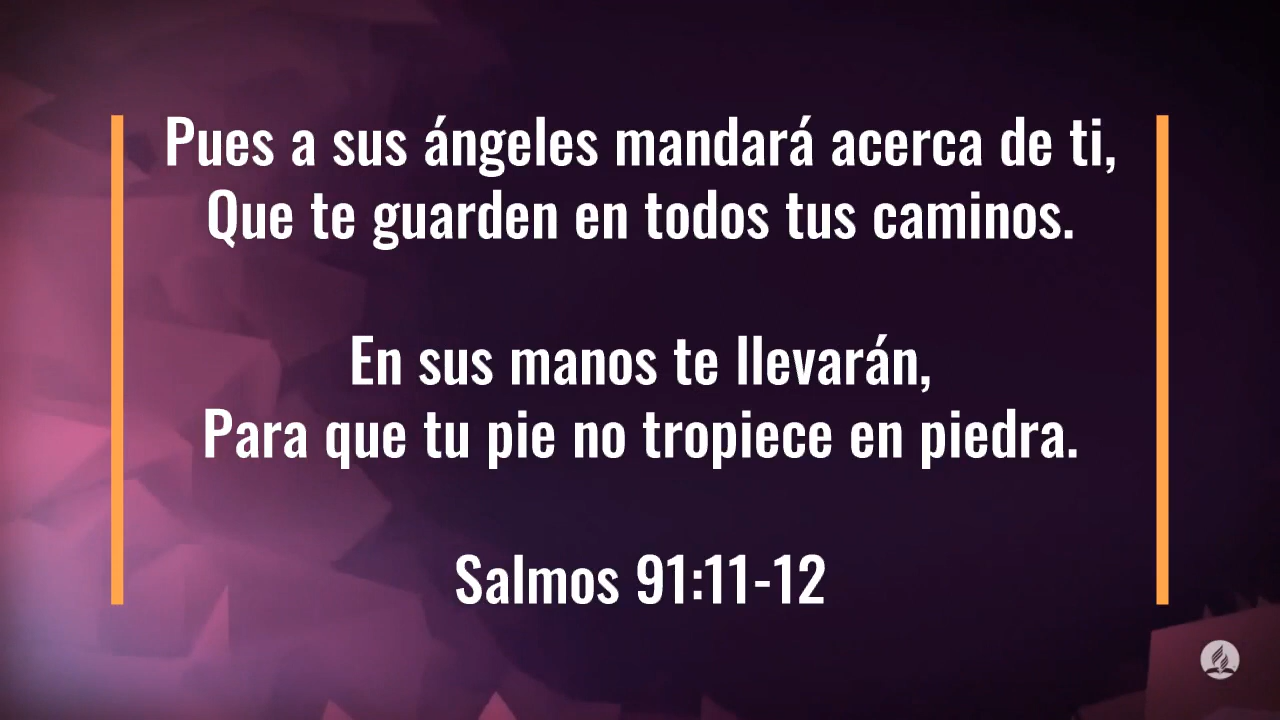 Pues a sus ángeles mandará acerca de ti,
Que te guarden en todos tus caminos.
En sus manos te llevarán,
Para que tu pie no tropiece en piedra.
Salmos 91:11-12